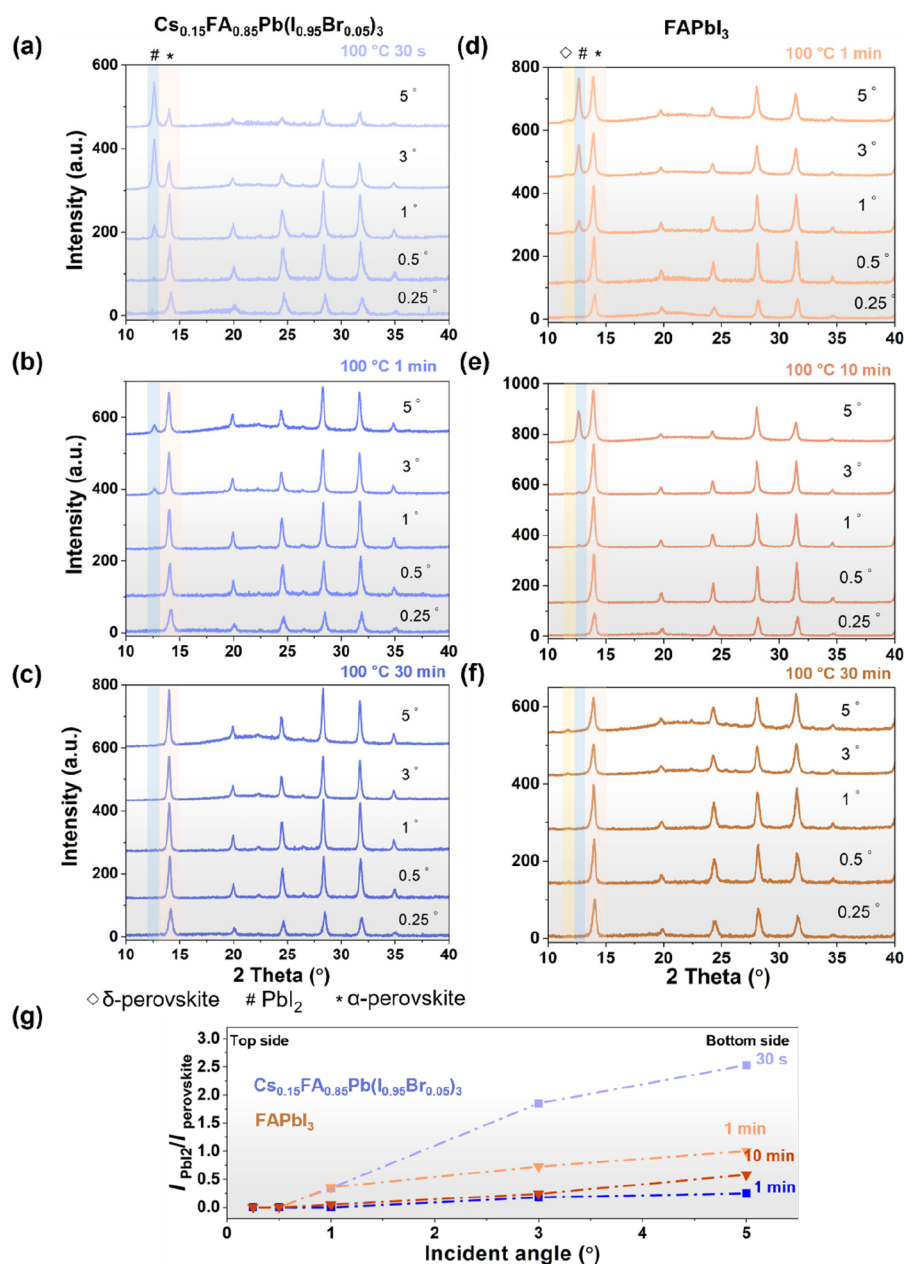 Cs0.15FA0.85Pb(I0.95Br0.05)3
FAPbI3
(a)
100 °C 30 s
# *
600
400
200
0
Intensity (a.u.)
5 °
3 °
1 °
0.5 °
0.25 °
10 15 20 25 30 35 40
(d)
100 °C 1 min
◇ # *
800
600
400
200
0
Intensity (a.u.)
5 °
3 °
1 °
0.5 °
0.25 °
10 15 20 25 30 35 40
(b)
100 °C 1 min
600
400
200
0
Intensity (a.u.)
5 °
3 °
1 °
0.5 °
0.25 °
10 15 20 25 30 35 40
(e)
100 °C 10 min
1000
800
600
400
200
0
Intensity (a.u.)
5 °
3 °
1 °
0.5 °
0.25 °
10 15 20 25 30 35 40
(c)
100 °C 30 min
800
600
400
200
0
Intensity (a.u.)
5 °
3 °
1 °
0.5 °
0.25 °
10 15 20 25 30 35 40
2 Theta (°)
(f)
100 °C 30 min
600
400
200
0
Intensity (a.u.)
5 °
3 °
1 °
0.5 °
0.25 °
10 15 20 25 30 35 40
2 Theta (°)
◇ δ-perovskite # PbI2 * α-perovskite
(g)
Top side
Bottom side
3.0
2.5
2.0
1.5
1.0
0.5
0.0
I PbI2/I perovskite
Cs0.15FA0.85Pb(I0.95Br0.05)3
FAPbI3
30 s
1 min
10 min
1 min
0 1 2 3 4 5
Incident angle (°)